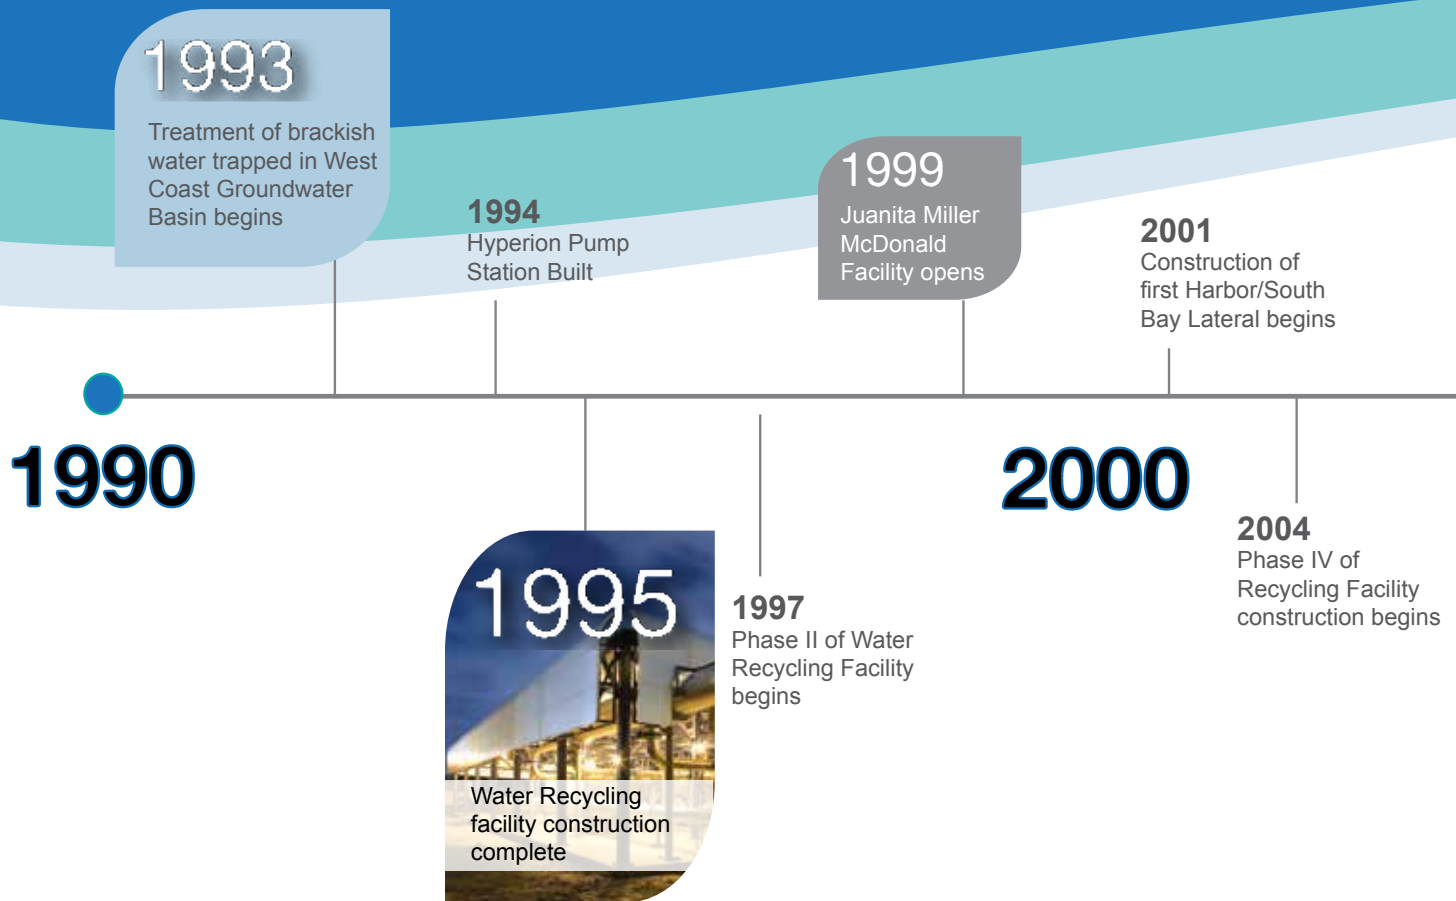 1993
Treatment of brackish
water trapped in West
Coast Groundwater
Basin begins
1994
Hyperion Pump
Station Built
1999
Juanita Miller
McDonald
Facility opens
2001
Construction of
first Harbor/South
Bay Lateral begins
1990
2000
1995
Water Recycling
facility construction
complete
1997
Phase II of Water
Recycling Facility
begins
2004
Phase IV of
Recycling Facility
construction begins